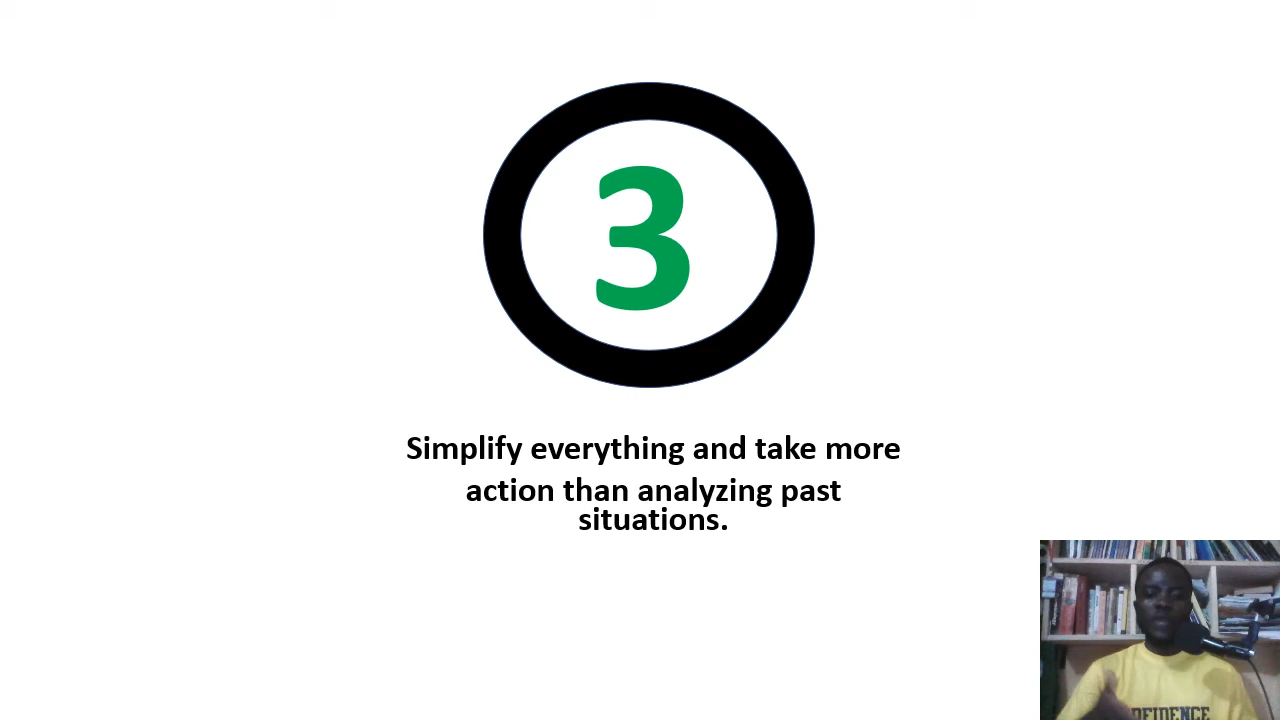 3
Simplify everything and take more
action than analyzing past
situations.